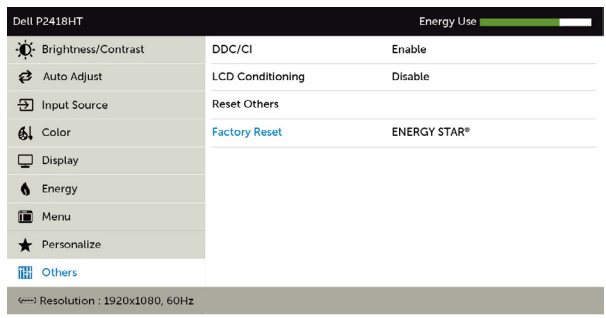 Dell P2418HT Energy Use
Brightness/Contrast DDC/CI Enable
Auto Adjust LCD Conditioning Disable
Input Source Reset Others
Color Factory Reset ENERGY STAR®
Display
Energy
Menu
Personalize
Others
Resolution : 1920x1080, 60Hz